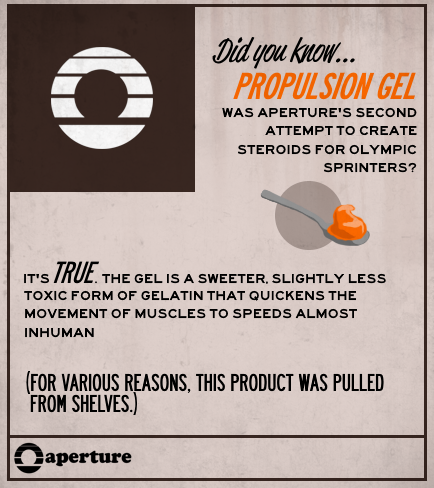 Did you know...
PROPULSION GEL
WAS APERTURE'S SECOND
ATTEMPT TO CREATE
STEROIDS FOR OLYMPIC
SPRINTERS?
IT'S TRUE. THE GEL IS A SWEETER, SLIGHTLY LESS
TOXIC FORM OF GELATIN THAT QUICKENS THE
MOVEMENT OF MUSCLES TO SPEEDS ALMOST
INHUMAN
(FOR VARIOUS REASONS, THIS PRODUCT WAS PULLED
FROM SHELVES.)
aperture